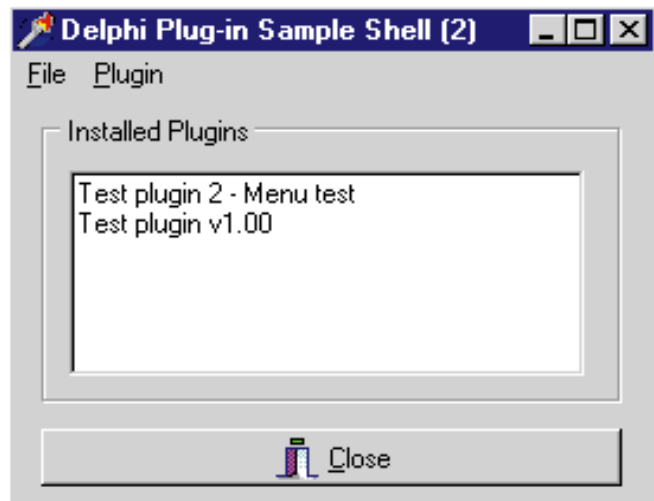 Delphi Plug-in Sample Shell (2)
File Plugin
Installed Plugins
Test plugin 2 - Menu test
Test plugin v1.00
Close